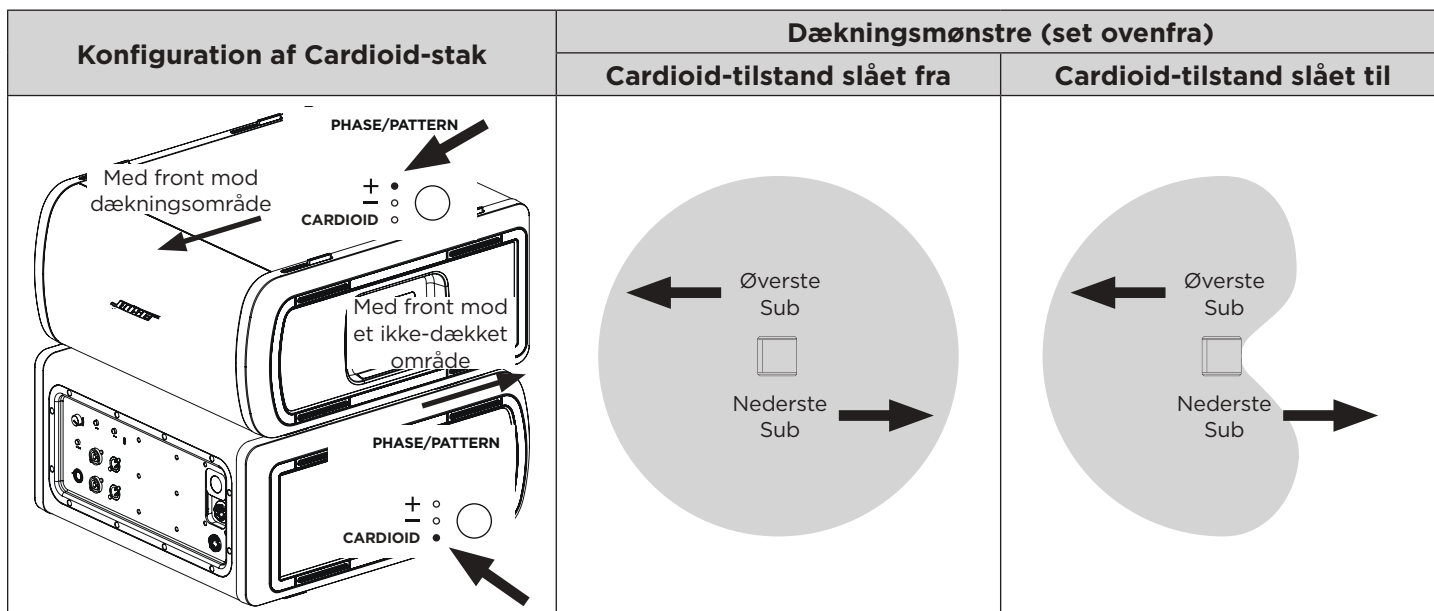 Konfiguration af Cardioid-stak
Dækningsmønstre (set ovenfra)
Cardioid-tilstand slået fra
Cardioid-tilstand slået til
PHASE/PATTERN
+
−
CARDIOID
Med front mod
dækningsområde
BOSE
Med front mod
et ikke-dækket
område
PHASE/PATTERN
+
−
CARDIOID
Øverste
Sub
Nederste
Sub
Øverste
Sub
Nederste
Sub